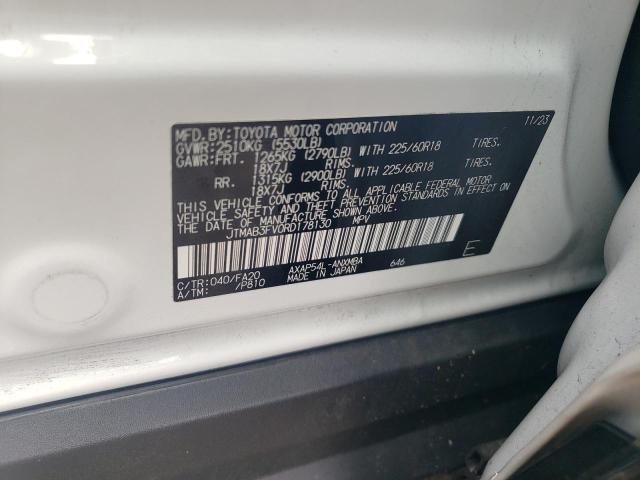 MFD.BY:TOYOTA MOTOR CORPORATION 11/23
GVWR:2510KG (5530LB)
GAWR:FRT. 1265KG (2790LB) WITH 225/60R18 TIRES.
18X7J RIMS.
RR. 1315KG (2900LB) WITH 225/60R18 TIRES.
18X7J RIMS.
THIS VEHICLE CONFORMS TO ALL APPLICABLE FEDERAL MOTOR
VEHICLE SAFETY AND THEFT PREVENTION STANDARDS IN EFFECT ON
THE DATE OF MANUFACTURE SHOWN ABOVE.
JTMAB3FV0RD178130 MPV
C/TR:040/FA20 AXAP54L-ANXMBA 646 E
A/TM: /P810 MADE IN JAPAN